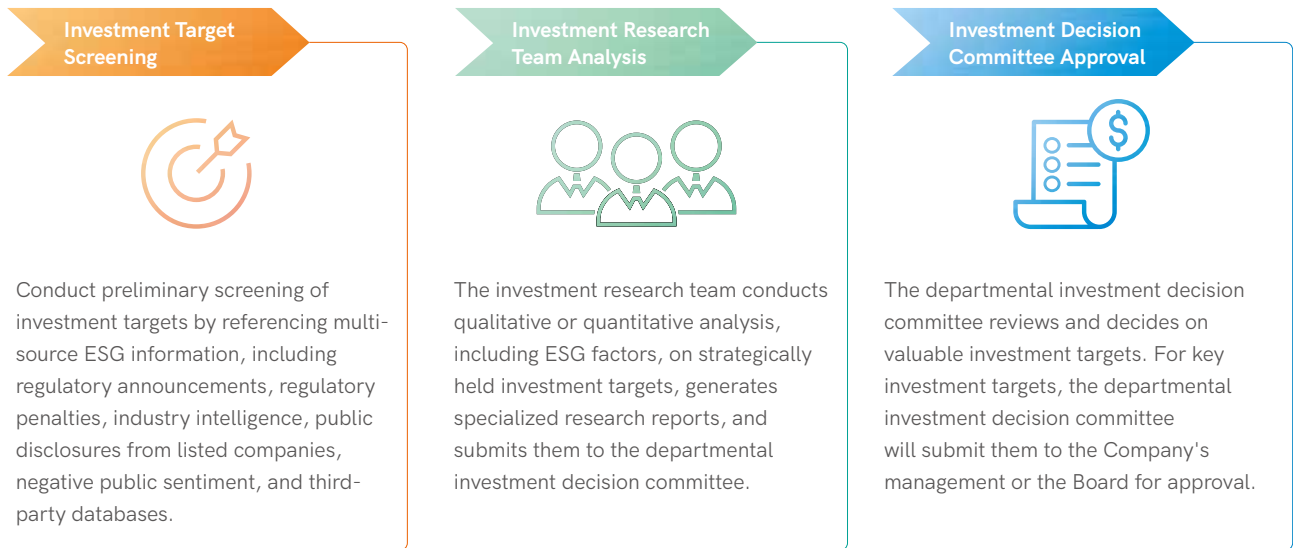 Investment Target
Screening
Conduct preliminary screening of
investment targets by referencing multi-
source ESG information, including
regulatory announcements, regulatory
penalties, industry intelligence, public
disclosures from listed companies,
negative public sentiment, and third-
party databases.
Investment Research
Team Analysis
The investment research team conducts
qualitative or quantitative analysis,
including ESG factors, on strategically
held investment targets, generates
specialized research reports, and
submits them to the departmental
investment decision committee.
Investment Decision
Committee Approval
$
The departmental investment decision
committee reviews and decides on
valuable investment targets. For key
investment targets, the departmental
investment decision committee
will submit them to the Company's
management or the Board for approval.